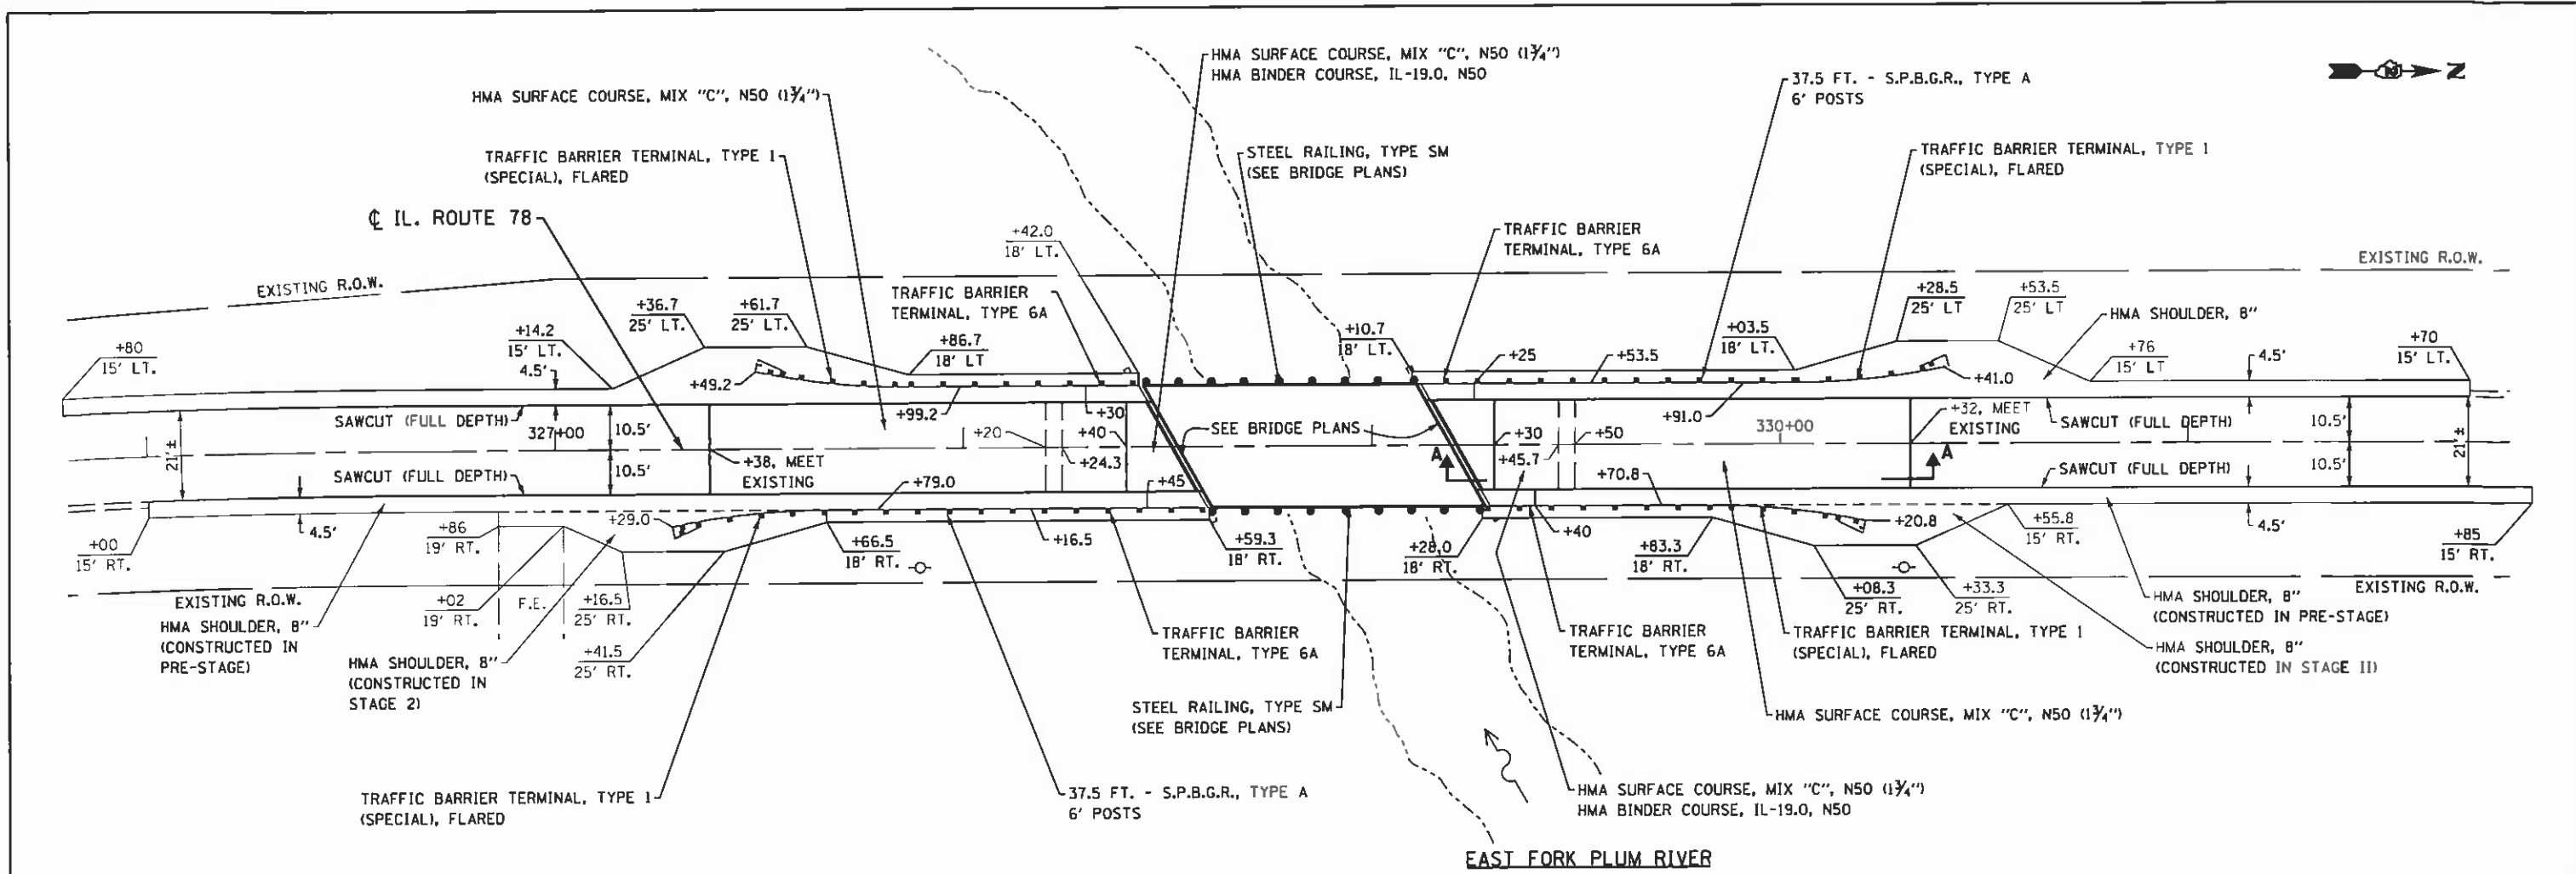 HMA SURFACE COURSE, MIX "C", N50 (1¾")
HMA BINDER COURSE, IL-19.0, N50
37.5 FT. - S.P.B.G.R., TYPE A
6' POSTS
N
Z
HMA SURFACE COURSE, MIX "C", N50 (1¾")
TRAFFIC BARRIER TERMINAL, TYPE 1
(SPECIAL), FLARED
STEEL RAILING, TYPE SM
(SEE BRIDGE PLANS)
TRAFFIC BARRIER TERMINAL, TYPE 1
(SPECIAL), FLARED
℄ IL. ROUTE 78
+42.0
18' LT.
TRAFFIC BARRIER
TERMINAL, TYPE 6A
EXISTING R.O.W.
EXISTING R.O.W.
+36.7
25' LT.
+61.7
25' LT.
TRAFFIC BARRIER
TERMINAL, TYPE 6A
+28.5
25' LT
+53.5
25' LT
HMA SHOULDER, 8"
+80
15' LT.
+14.2
15' LT.
+86.7
18' LT
+10.7
18' LT.
+03.5
18' LT.
+76
15' LT
+70
15' LT.
4.5'
+49.2
+25
+53.5
+41.0
4.5'
SAWCUT (FULL DEPTH)
+99.2
+30
+91.0
+32, MEET
EXISTING
SAWCUT (FULL DEPTH)
327+00
10.5'
+20
+40
SEE BRIDGE PLANS
+30
+50
330+00
10.5'
21'±
10.5'
+38, MEET
EXISTING
+24.3
A
+45.7
A
10.5'
21'±
SAWCUT (FULL DEPTH)
+79.0
+45
+70.8
SAWCUT (FULL DEPTH)
4.5'
+00
15' RT.
+86
19' RT.
+29.0
+66.5
18' RT.
+16.5
+59.3
18' RT.
+28.0
18' RT.
+40
+83.3
18' RT.
+20.8
+55.8
15' RT.
4.5'
+85
15' RT.
EXISTING R.O.W.
+02
19' RT.
F.E.
+16.5
25' RT.
+08.3
25' RT.
+33.3
25' RT.
EXISTING R.O.W.
HMA SHOULDER, 8"
(CONSTRUCTED IN
PRE-STAGE)
HMA SHOULDER, 8"
(CONSTRUCTED IN
STAGE 2)
+41.5
25' RT.
TRAFFIC BARRIER
TERMINAL, TYPE 6A
TRAFFIC BARRIER
TERMINAL, TYPE 6A
TRAFFIC BARRIER TERMINAL, TYPE 1
(SPECIAL), FLARED
HMA SHOULDER, 8"
(CONSTRUCTED IN PRE-STAGE)
HMA SHOULDER, 8"
(CONSTRUCTED IN STAGE II)
STEEL RAILING, TYPE SM
(SEE BRIDGE PLANS)
HMA SURFACE COURSE, MIX "C", N50 (1¾")
TRAFFIC BARRIER TERMINAL, TYPE 1
(SPECIAL), FLARED
37.5 FT. - S.P.B.G.R., TYPE A
6' POSTS
HMA SURFACE COURSE, MIX "C", N50 (1¾")
HMA BINDER COURSE, IL-19.0, N50
EAST FORK PLUM RIVER